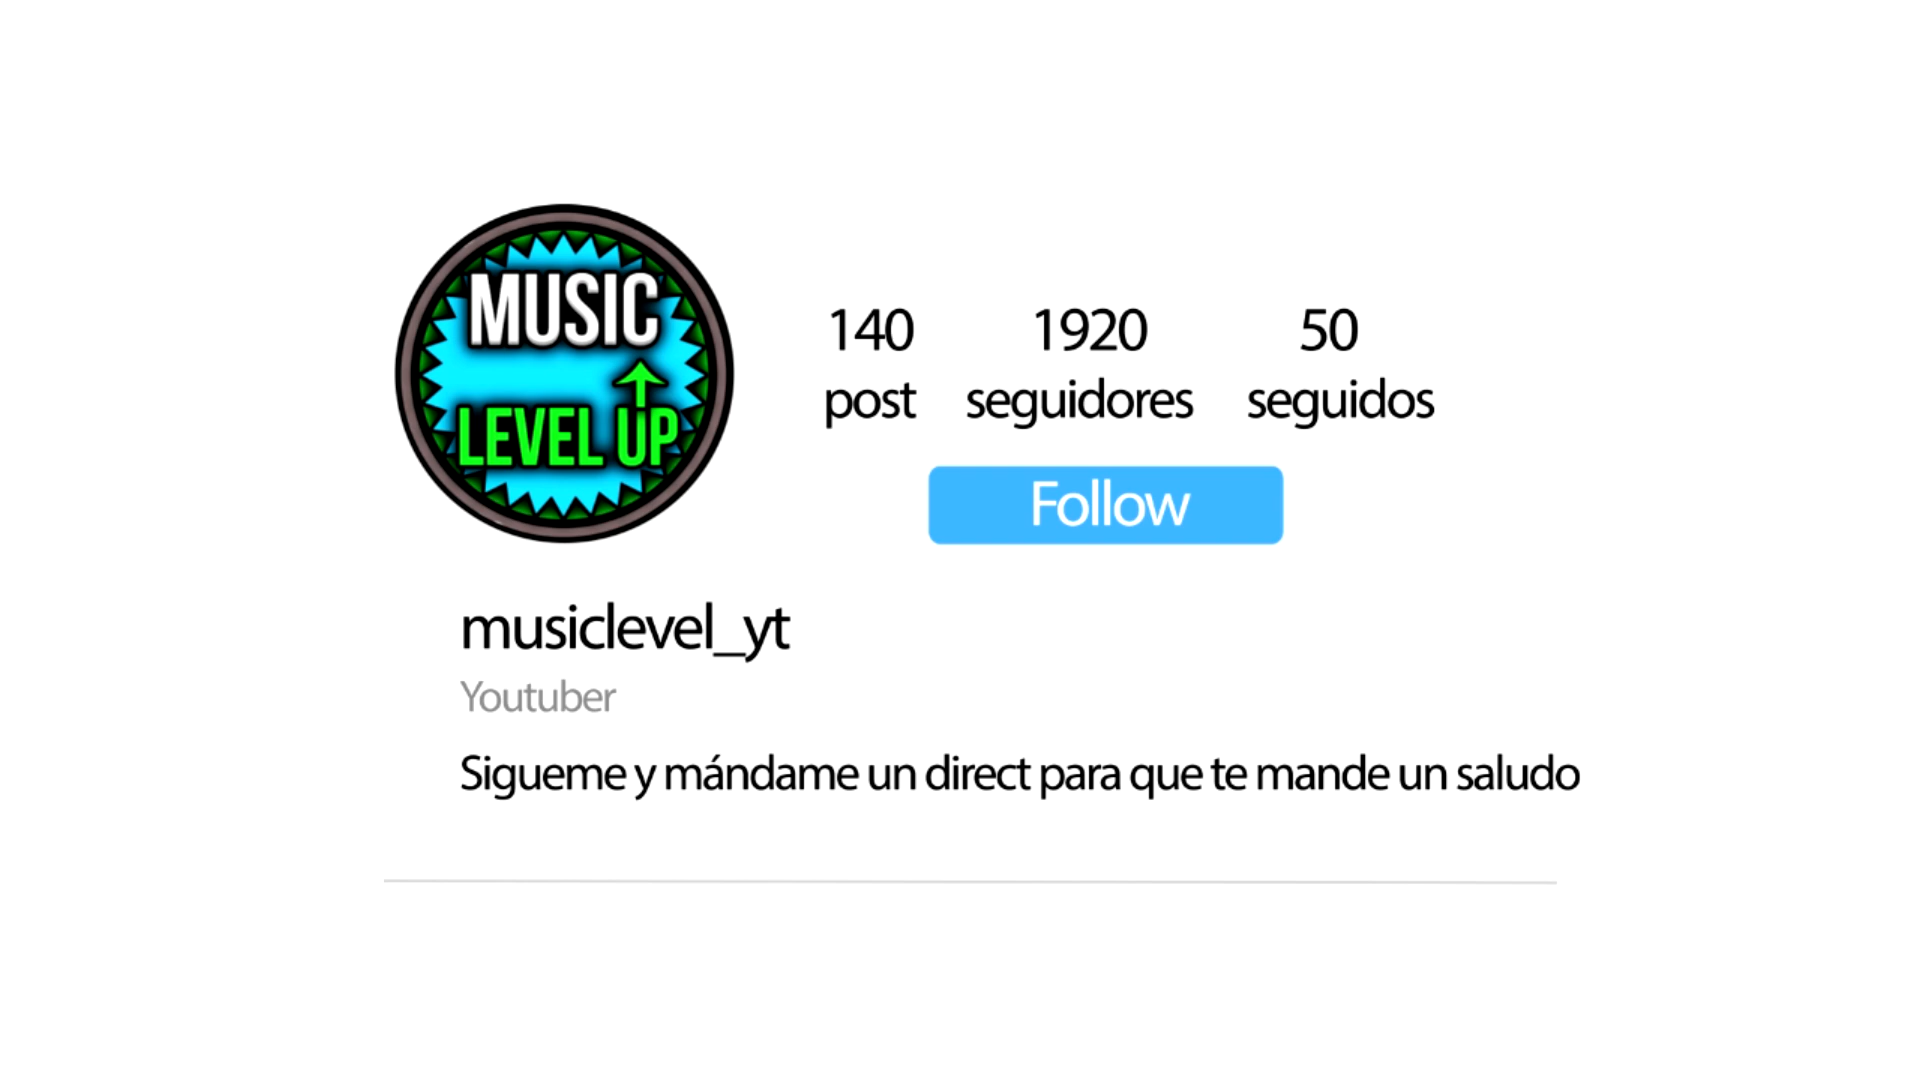 MUSIC
LEVEL UP
140 1920 50
post seguidores seguidos
Follow
musiclevel_yt
Youtuber
Sigueme y mándame un direct para que te mande un saludo